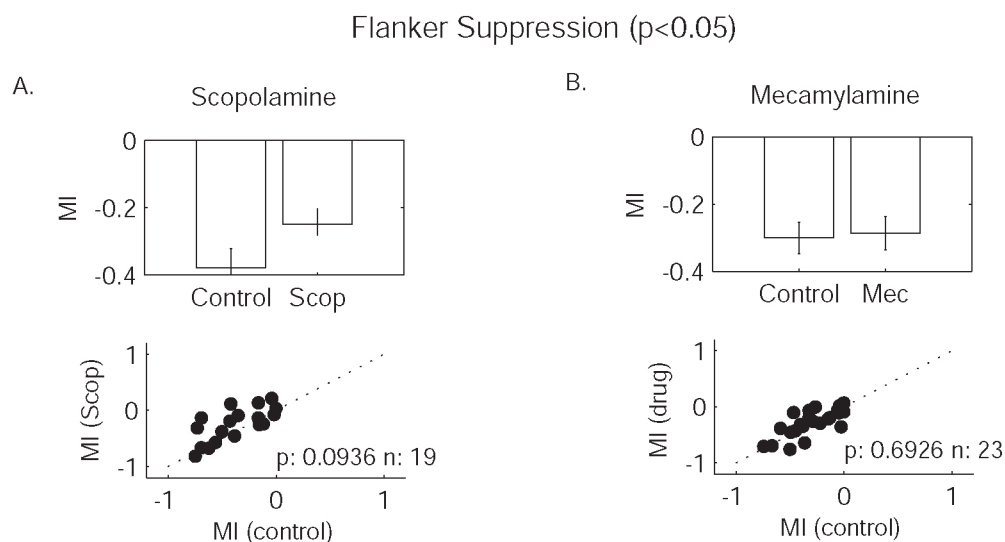 Flanker Suppression (p<0.05)
A.
Scopolamine
0
-0.2
-0.4
MI
Control Scop
1
0
-1
MI (Scop)
p: 0.0936 n: 19
-1 0 1
MI (control)
B.
Mecamylamine
0
-0.2
-0.4
MI
Control Mec
1
0
-1
MI (drug)
p: 0.6926 n: 23
-1 0 1
MI (control)